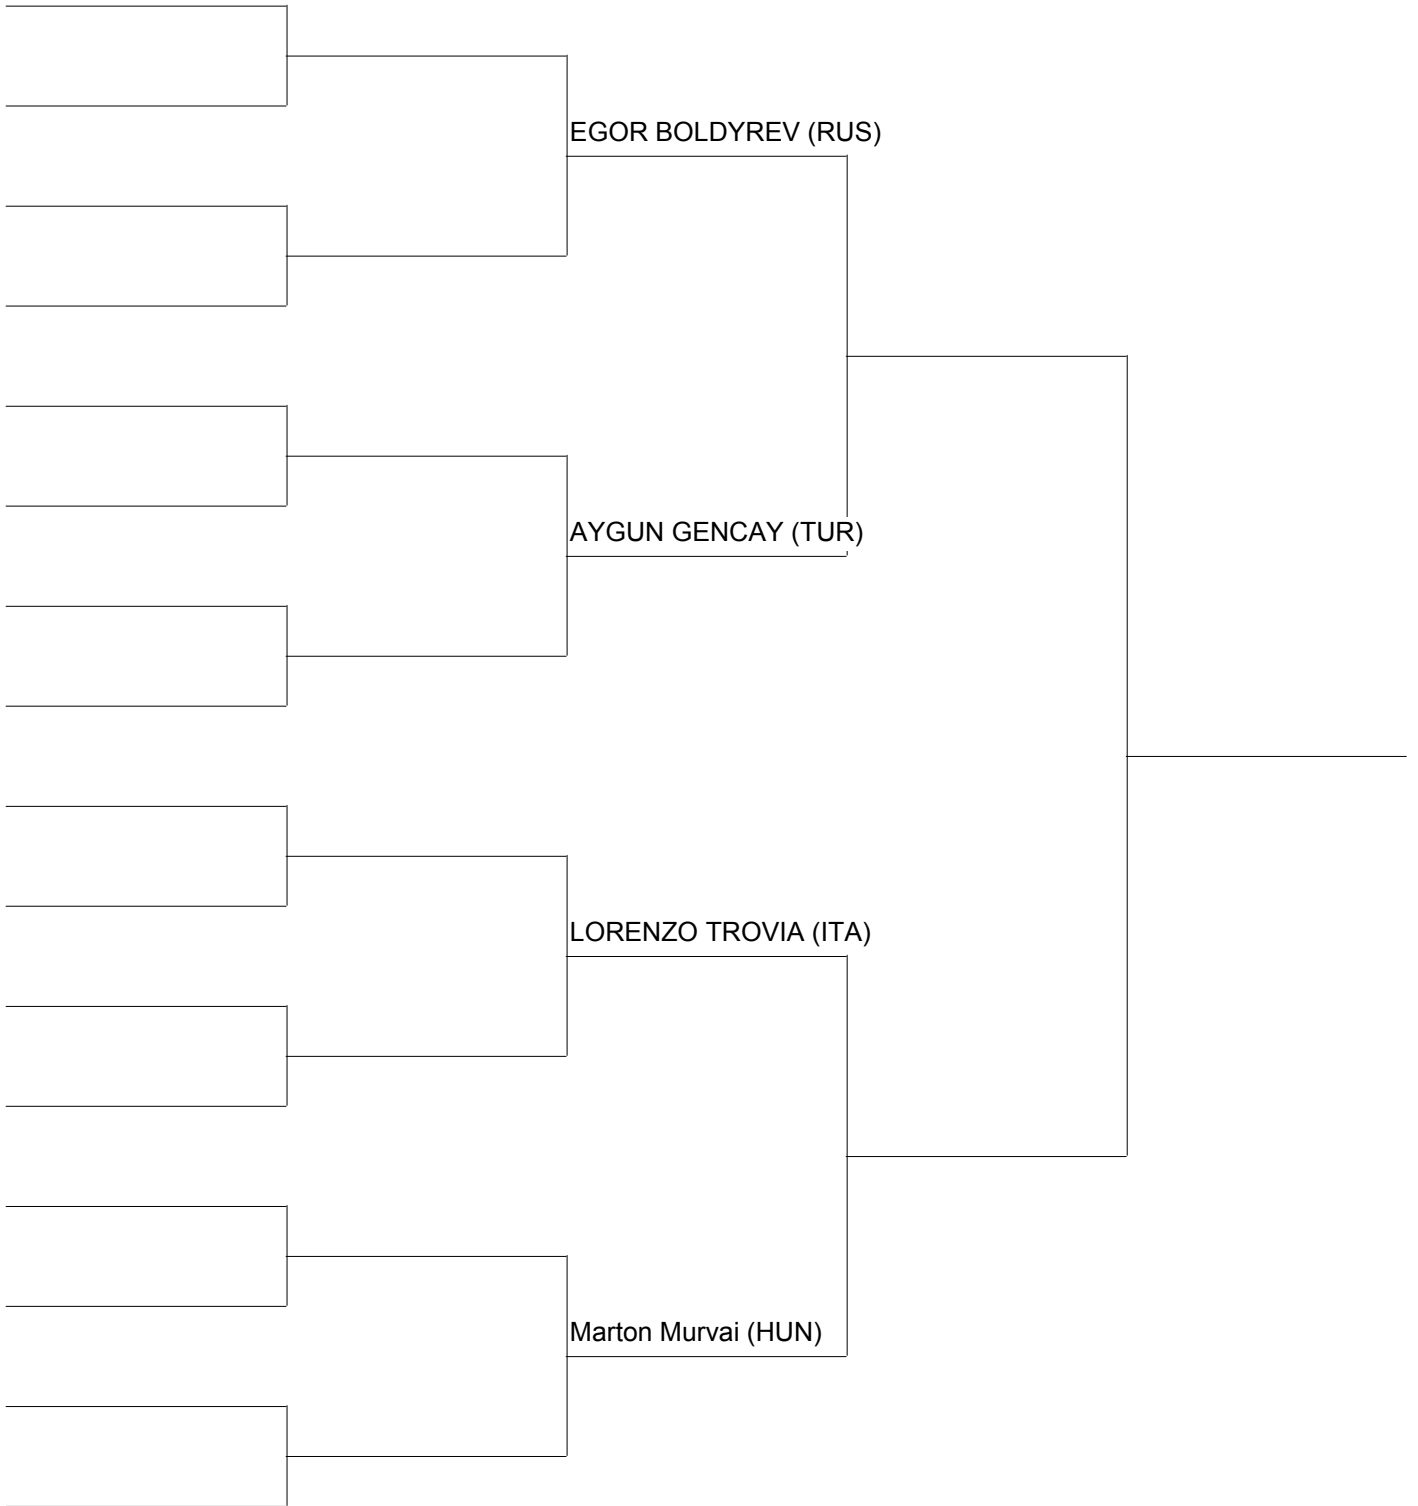 EGOR BOLDYREV (RUS)
AYGUN GENCAY (TUR)
LORENZO TROVIA (ITA)
Marton Murvai (HUN)